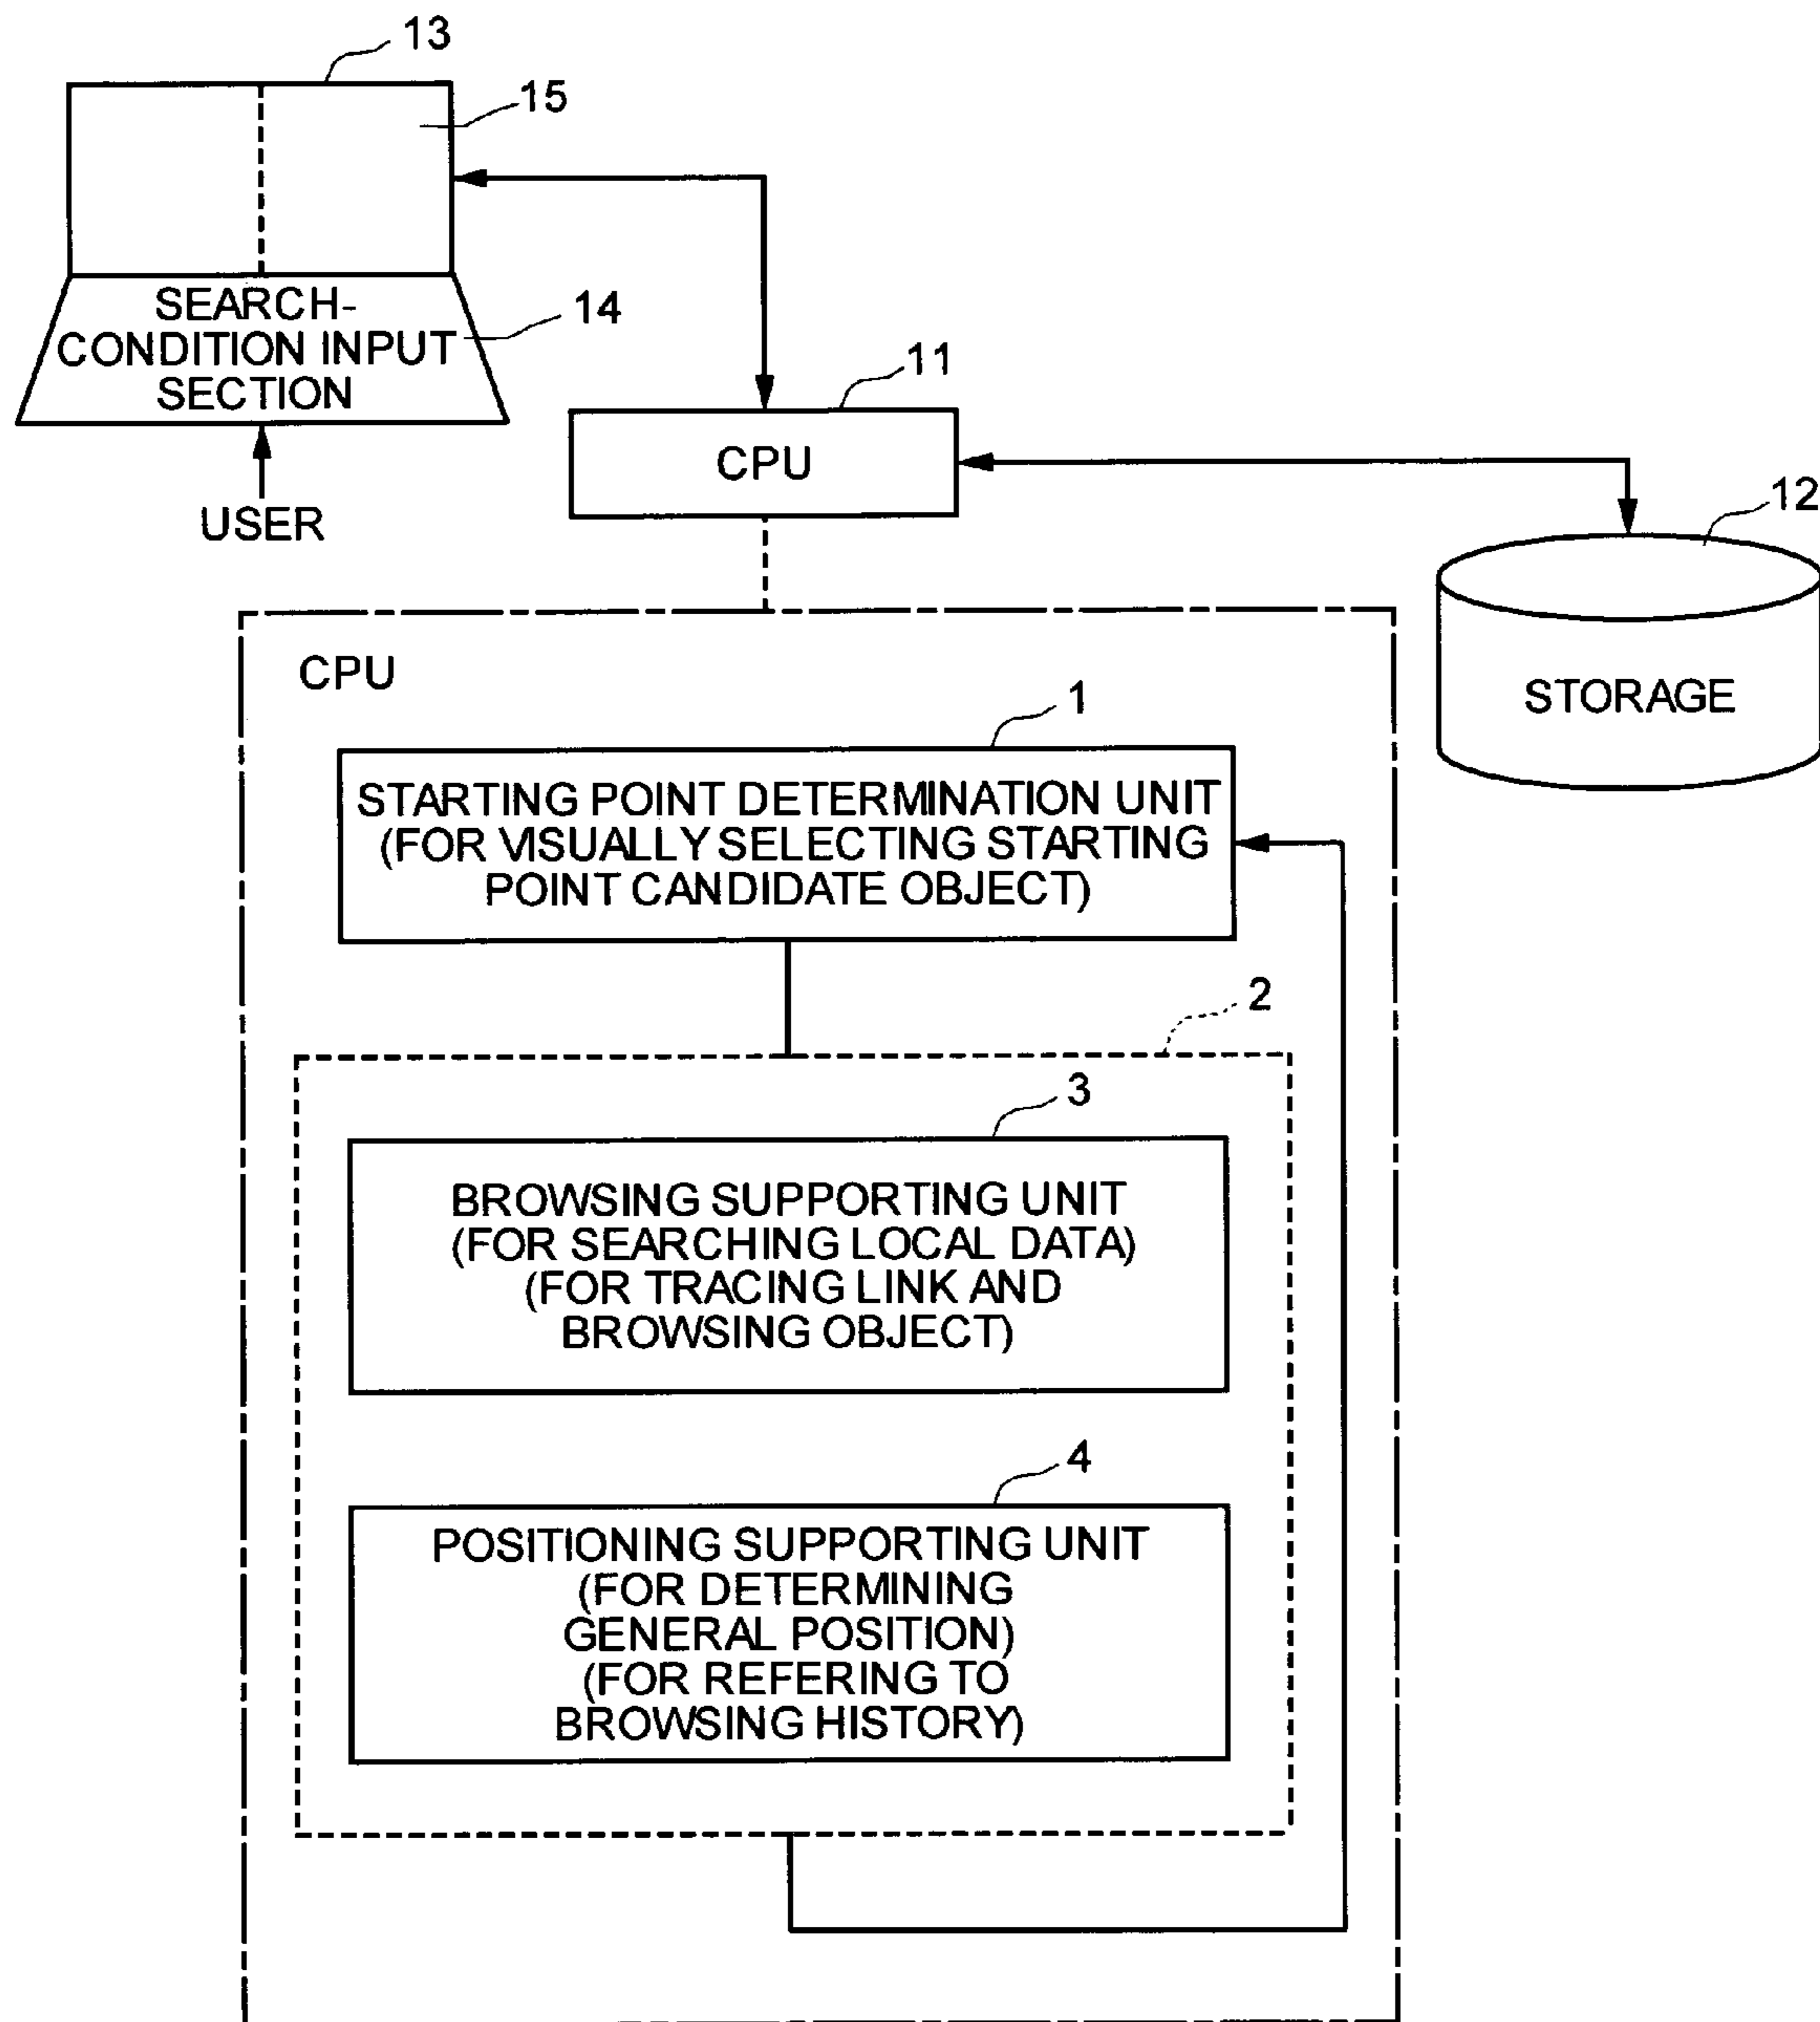 13
15
SEARCH-
CONDITION INPUT
SECTION
14
USER
11
CPU
12
STORAGE
CPU
1
STARTING POINT DETERMINATION UNIT
(FOR VISUALLY SELECTING STARTING
POINT CANDIDATE OBJECT)
2
3
BROWSING SUPPORTING UNIT
(FOR SEARCHING LOCAL DATA)
(FOR TRACING LINK AND
BROWSING OBJECT)
4
POSITIONING SUPPORTING UNIT
(FOR DETERMINING
GENERAL POSITION)
(FOR REFERING TO
BROWSING HISTORY)